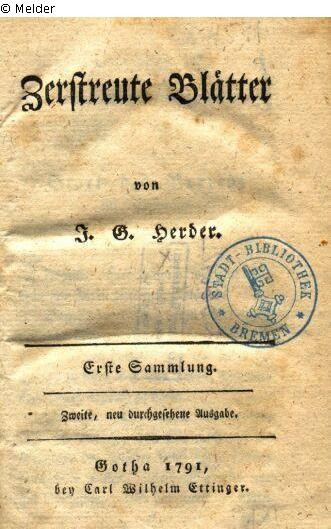 © Melder
Zerstreute Blätter
von
J. G. Herder.
STADT-BIBLIOTHEK
BREMEN
Erste Sammlung.
Zweite, neu durchgesehene Ausgabe.
Gotha 1791,
bey Carl Wilhelm Ettinger.